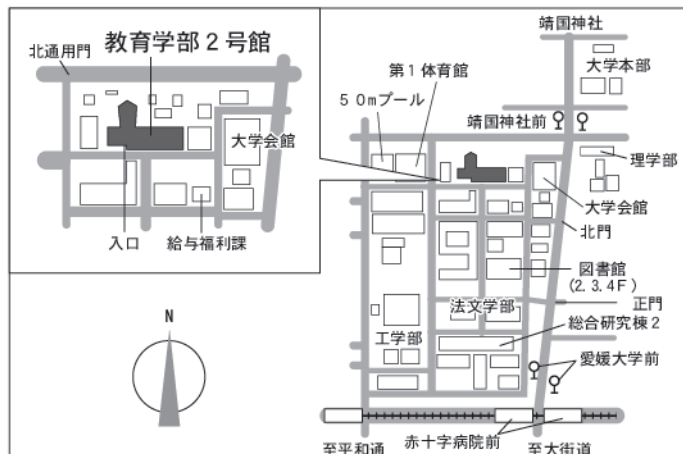 北通用門
教育学部2号館
大学会館
入口
給与福利課
N
靖国神社
大学本部
第1体育館
50mプール
靖国神社前
理学部
大学会館
北門
図書館
(2.3.4F)
法文学部
正門
総合研究棟2
工学部
愛媛大学前
赤十字病院前
至平和通
至大街道